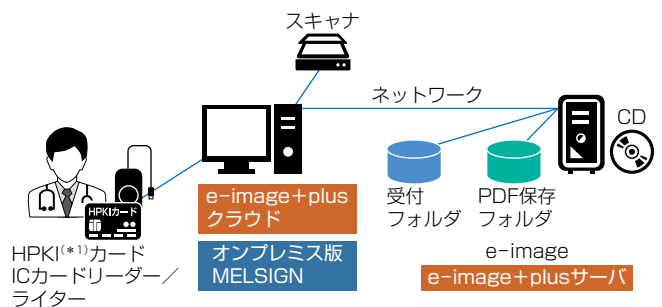 スキャナ
ネットワーク
CD
HPKIカード
e-image+plus
クラウド
受付
フォルダ
PDF保存
フォルダ
HPKI(*1)カード
ICカードリーダー/
ライター
オンプレミス版
MELSIGN
e-image
e-image+plusサーバ